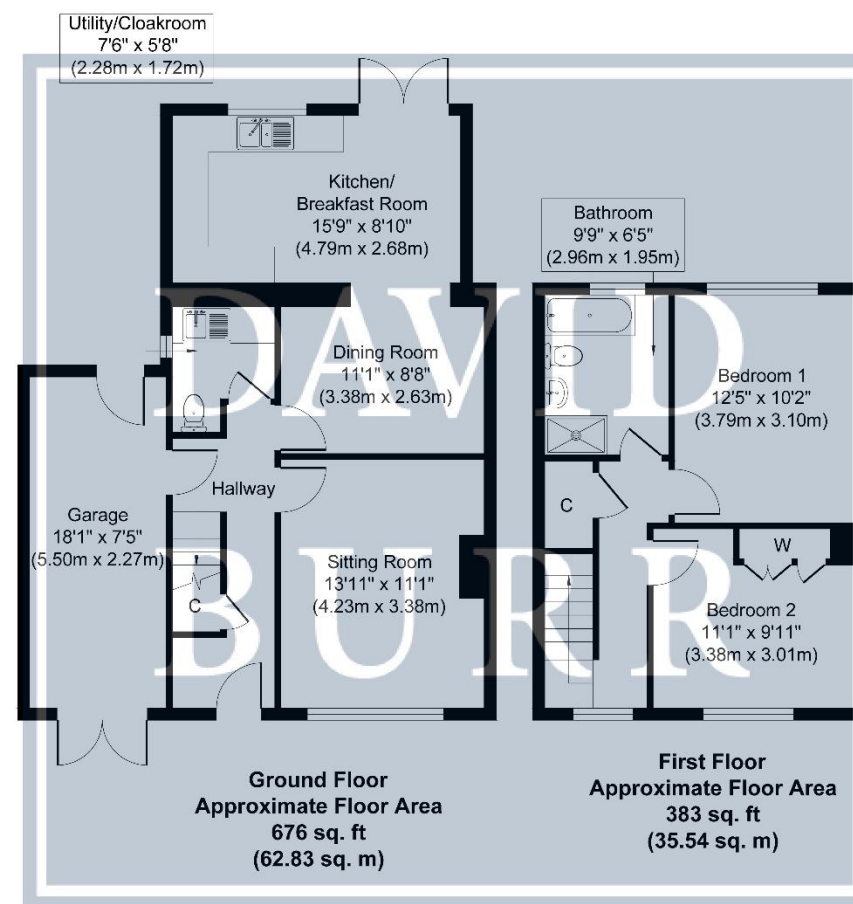 Utility/Cloakroom
7'6" x 5'8"
(2.28m x 1.72m)
Kitchen/
Breakfast Room
15'9" x 8'10"
(4.79m x 2.68m)
Bathroom
9'9" x 6'5"
(2.96m x 1.95m)
DAVID
Dining Room
11'1" x 8'8"
(3.38m x 2.63m)
Bedroom 1
12'5" x 10'2"
(3.79m x 3.10m)
Hallway
Garage
18'1" x 7'5"
(5.50m x 2.27m)
C
C
W
BURR
Sitting Room
13'11" x 11'1"
(4.23m x 3.38m)
Bedroom 2
11'1" x 9'11"
(3.38m x 3.01m)
Ground Floor
Approximate Floor Area
676 sq. ft
(62.83 sq. m)
First Floor
Approximate Floor Area
383 sq. ft
(35.54 sq. m)